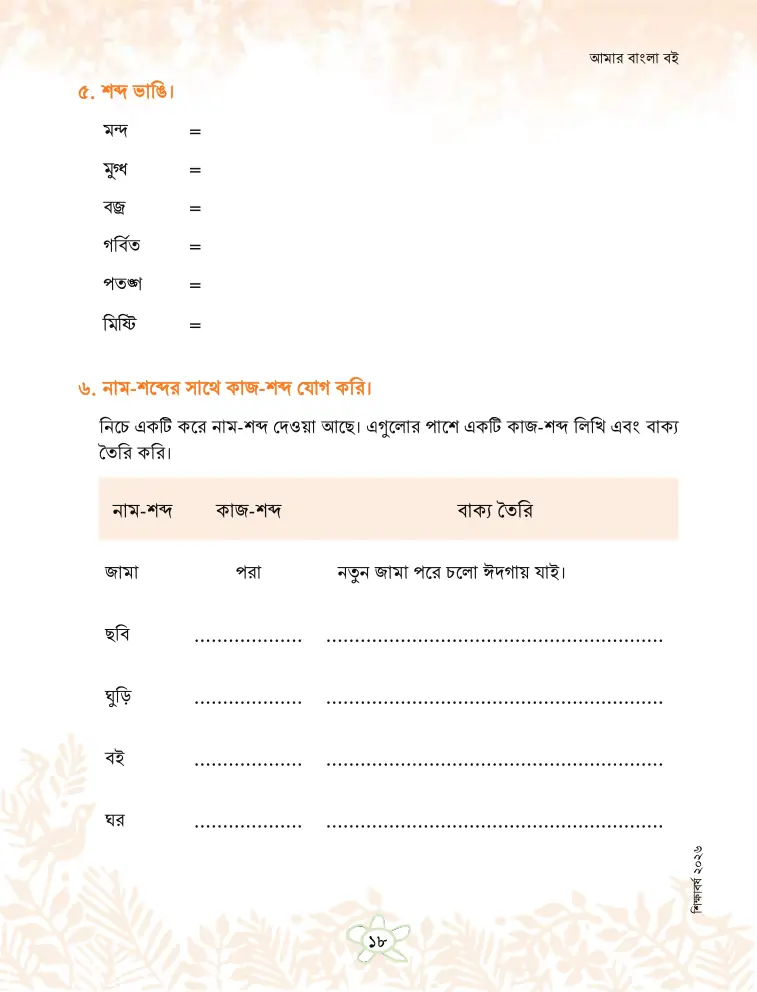 আমার বাংলা বই
৫. শব্দ ভাঙি।
মন্দ =
মুগ্ধ =
বজ্র =
গর্বিত =
পতঙ্গ =
মিষ্টি =
৬. নাম-শব্দের সাথে কাজ-শব্দ যোগ করি।
নিচে একটি করে নাম-শব্দ দেওয়া আছে। এগুলোর পাশে একটি কাজ-শব্দ লিখি এবং বাক্য
তৈরি করি।
নাম-শব্দ কাজ-শব্দ বাক্য তৈরি
জামা পরা নতুন জামা পরে চলো ঈদগায় যাই।
ছবি ................... ...........................................................
ঘুড়ি ................... ...........................................................
বই ................... ...........................................................
ঘর ................... ...........................................................
শিক্ষাবর্ষ ২০২৬
১৮